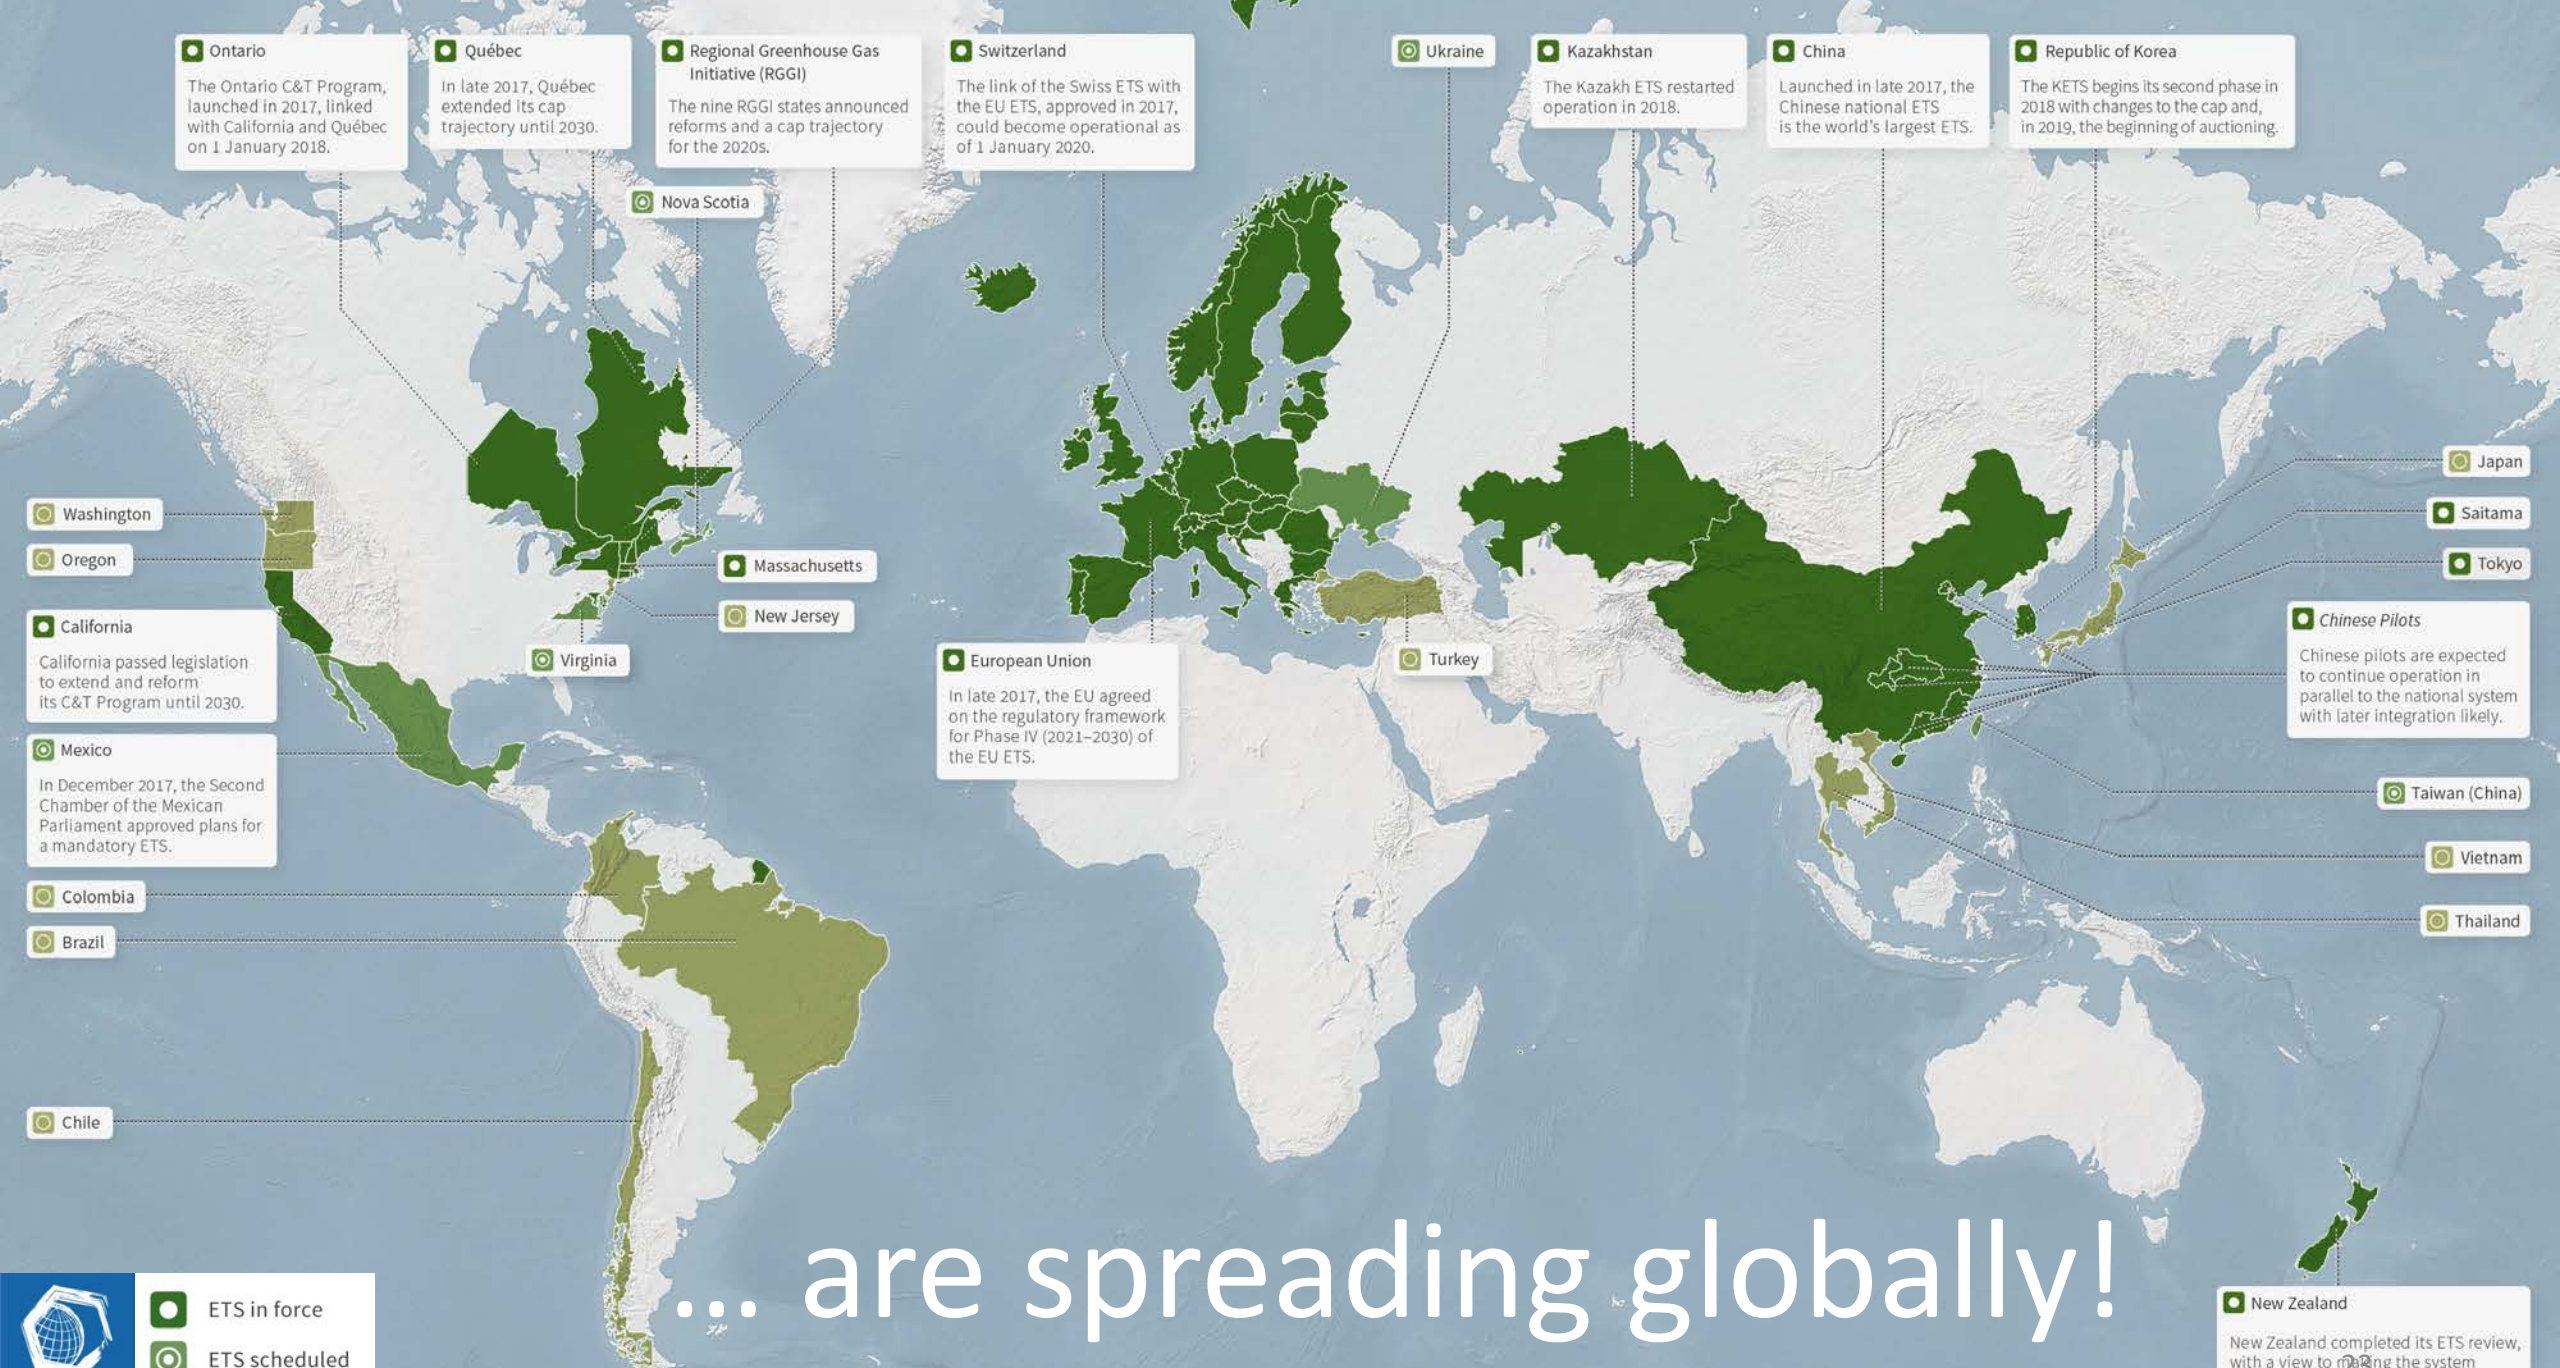 Ontario
The Ontario C&T Program,
launched in 2017, linked
with California and Québec
on 1 January 2018.
Québec
In late 2017, Québec
extended its cap
trajectory until 2030.
Regional Greenhouse Gas
Initiative (RGGI)
The nine RGGI states announced
reforms and a cap trajectory
for the 2020s.
Switzerland
The link of the Swiss ETS with
the EU ETS, approved in 2017,
could become operational as
of 1 January 2020.
Ukraine
Kazakhstan
The Kazakh ETS restarted
operation in 2018.
China
Launched in late 2017, the
Chinese national ETS
is the world's largest ETS.
Republic of Korea
The KETS begins its second phase in
2018 with changes to the cap and,
in 2019, the beginning of auctioning.
Nova Scotia
Washington
Oregon
California
California passed legislation
to extend and reform
its C&T Program until 2030.
Mexico
In December 2017, the Second
Chamber of the Mexican
Parliament approved plans for
a mandatory ETS.
Colombia
Brazil
Chile
Massachusetts
New Jersey
Virginia
European Union
In late 2017, the EU agreed
on the regulatory framework
for Phase IV (2021–2030) of
the EU ETS.
Turkey
Japan
Saitama
Tokyo
Chinese Pilots
Chinese pilots are expected
to continue operation in
parallel to the national system
with later integration likely.
Taiwan (China)
Vietnam
Thailand
... are spreading globally!
ETS in force
ETS scheduled
New Zealand
New Zealand completed its ETS review,
with a view to making the system
23